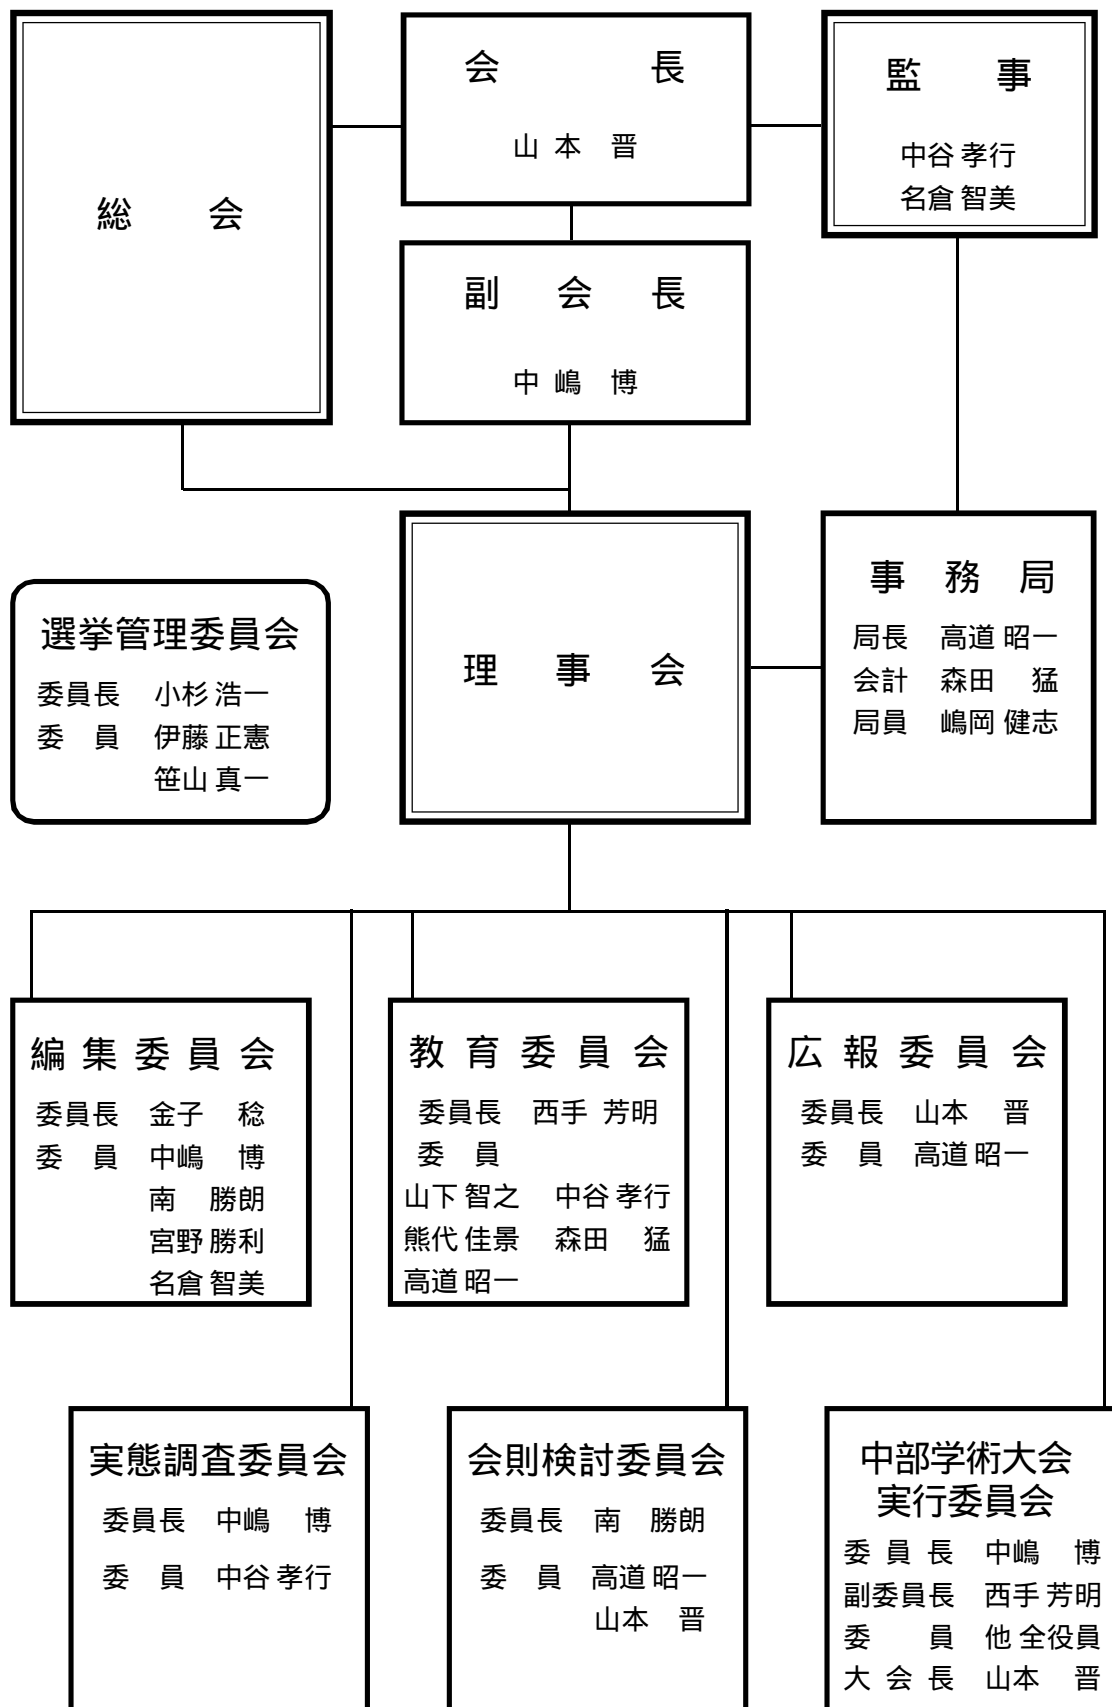 総 会
会 長
山本 晋
監 事
中谷 孝行
名倉 智美
副 会 長
中嶋 博
選挙管理委員会
委員長 小杉 浩一
委 員 伊藤 正憲
笹山 真一
理 事 会
事 務 局
局長 高道 昭一
会計 森田 猛
局員 嶋岡 健志
編 集 委 員 会
委員長 金子 稔
委 員 中嶋 博
南 勝朗
宮野 勝利
名倉 智美
教 育 委 員 会
委員長 西手 芳明
委 員
山下 智之 中谷 孝行
熊代 佳景 森田 猛
高道 昭一
広 報 委 員 会
委員長 山本 晋
委 員 高道 昭一
実態調査委員会
委員長 中嶋 博
委 員 中谷 孝行
会則検討委員会
委員長 南 勝朗
委 員 高道 昭一
山本 晋
中部学術大会
実行委員会
委 員 長 中嶋 博
副委員長 西手 芳明
委 員 他 全役員
大 会 長 山本 晋